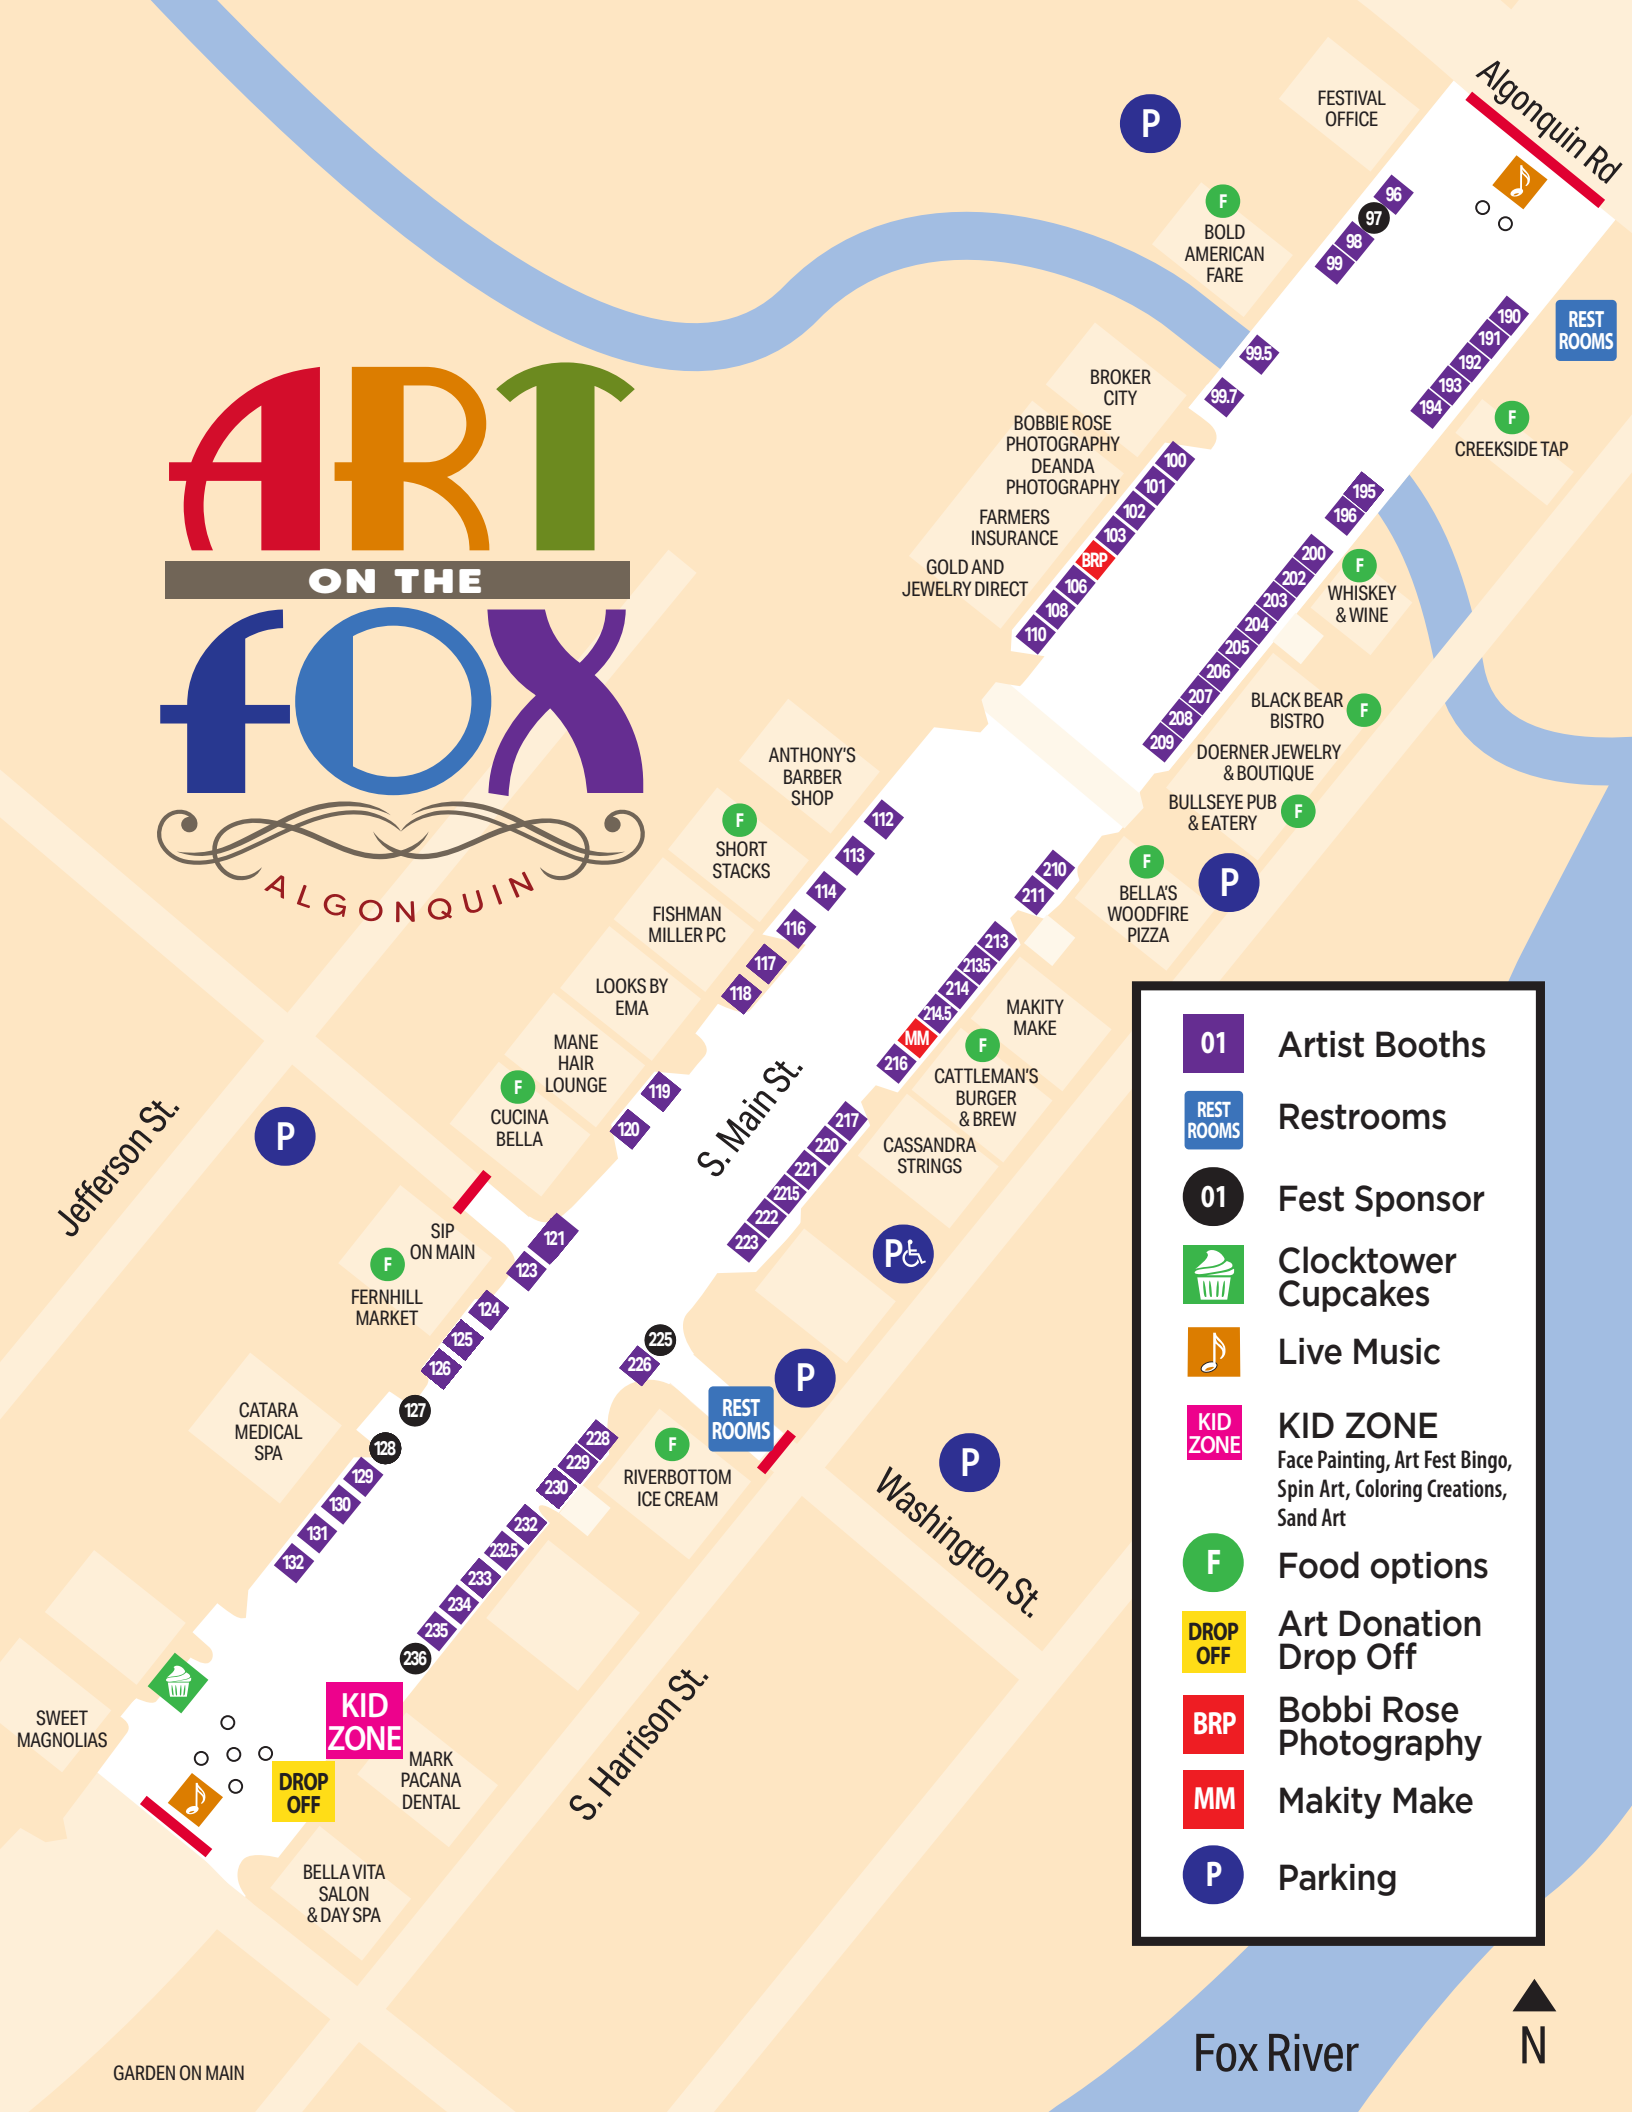 Algonquin Rd
FESTIVAL
OFFICE
P
F
BOLD
AMERICAN
FARE
96
97
98
99
REST
ROOMS
190
191
192
193
194
99.5
99.7
F
CREEKSIDE TAP
BROKER
CITY
BOBBIE ROSE
PHOTOGRAPHY
DEANDA
PHOTOGRAPHY
FARMERS
INSURANCE
GOLD AND
JEWELRY DIRECT
100
101
102
103
BRP
106
108
110
195
196
200
202
203
204
205
206
207
208
209
F
WHISKEY
& WINE
BLACK BEAR
BISTRO
F
DOERNER JEWELRY
& BOUTIQUE
BULLSEYE PUB
& EATERY
F
ART
ON THE
FOX
ALGONQUIN
ANTHONY'S
BARBER
SHOP
F
SHORT
STACKS
FISHMAN
MILLER PC
LOOKS BY
EMA
MANE
HAIR
LOUNGE
F
CUCINA
BELLA
112
113
114
116
117
118
119
120
210
211
F
BELLA'S
WOODFIRE
PIZZA
P
213
213.5
214
214.5
MM
216
MAKITY
MAKE
F
CATTLEMAN'S
BURGER
& BREW
CASSANDRA
STRINGS
S. Main St.
217
220
221
221.5
222
223
P
Jefferson St.
P
SIP
ON MAIN
F
FERNHILL
MARKET
121
123
124
125
126
127
128
129
130
131
132
CATARA
MEDICAL
SPA
225
226
REST
ROOMS
P
F
RIVERBOTTOM
ICE CREAM
P
Washington St.
228
229
230
232
232.5
233
234
235
236
KID
ZONE
DROP
OFF
SWEET
MAGNOLIAS
MARK
PACANA
DENTAL
S. Harrison St.
BELLA VITA
SALON
& DAY SPA
GARDEN ON MAIN
01
Artist Booths
REST
ROOMS
Restrooms
01
Fest Sponsor
Clocktower
Cupcakes
Live Music
KID
ZONE
KID ZONE
Face Painting, Art Fest Bingo,
Spin Art, Coloring Creations,
Sand Art
F
Food options
DROP
OFF
Art Donation
Drop Off
BRP
Bobbi Rose
Photography
MM
Makity Make
P
Parking
Fox River
N